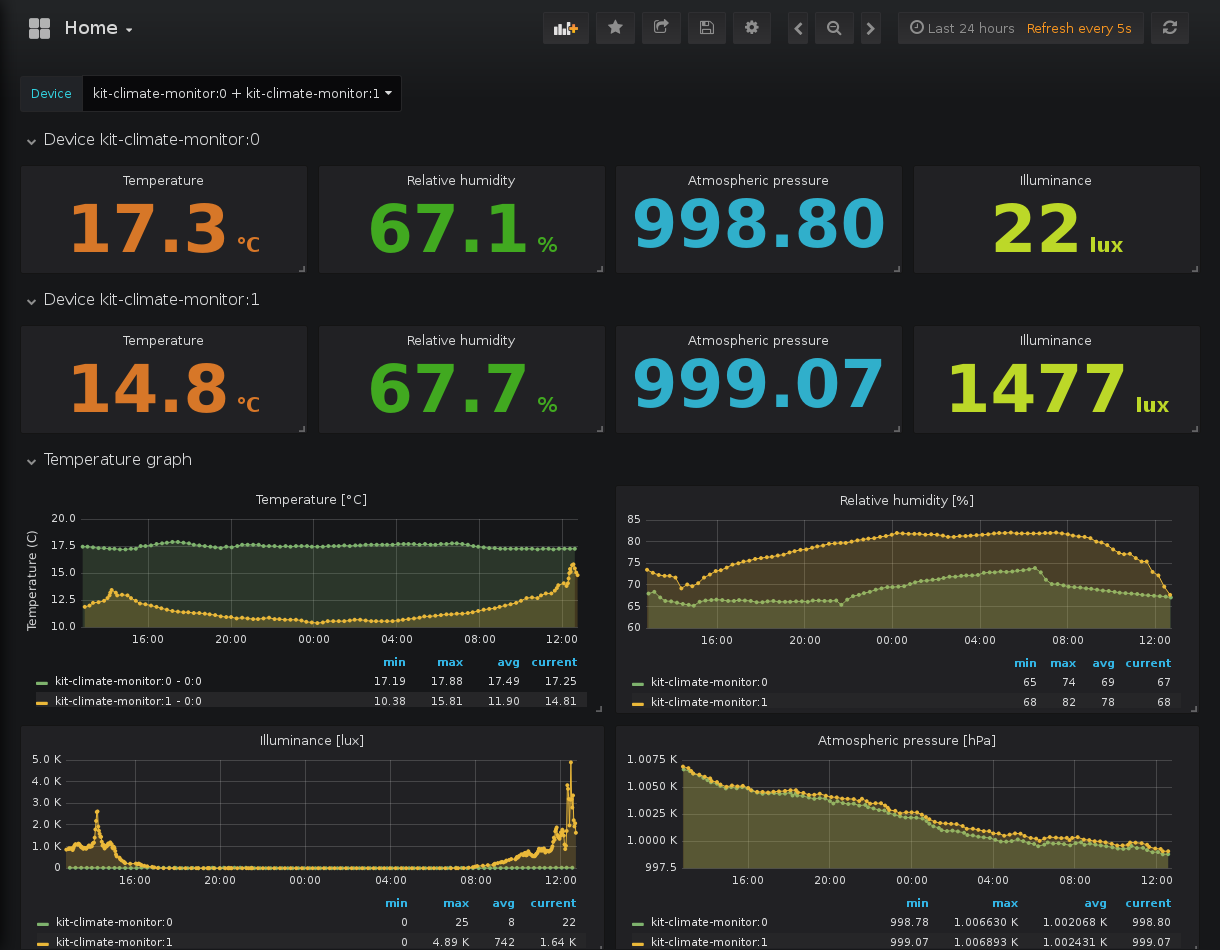 Home
Last 24 hours Refresh every 5s
Device kit-climate-monitor:0 + kit-climate-monitor:1
Device kit-climate-monitor:0
Temperature Relative humidity Atmospheric pressure Illuminance
17.3 °C 67.1 % 998.80 22 lux
Device kit-climate-monitor:1
Temperature Relative humidity Atmospheric pressure Illuminance
14.8 °C 67.7 % 999.07 1477 lux
Temperature graph
Temperature [°C]
Temperature (C)
20.0
17.5
15.0
12.5
10.0
16:00 20:00 00:00 04:00 08:00 12:00
min max avg current
kit-climate-monitor:0 - 0:0 17.19 17.88 17.49 17.25
kit-climate-monitor:1 - 0:0 10.38 15.81 11.90 14.81
Relative humidity [%]
85
80
75
70
65
60
16:00 20:00 00:00 04:00 08:00 12:00
min max avg current
kit-climate-monitor:0 65 74 69 67
kit-climate-monitor:1 68 82 78 68
Illuminance [lux]
5.0 K
4.0 K
3.0 K
2.0 K
1.0 K
0
16:00 20:00 00:00 04:00 08:00 12:00
min max avg current
kit-climate-monitor:0 0 25 8 22
kit-climate-monitor:1 0 4.89 K 742 1.64 K
Atmospheric pressure [hPa]
1.0075 K
1.0050 K
1.0025 K
1.0000 K
997.5
16:00 20:00 00:00 04:00 08:00 12:00
min max avg current
kit-climate-monitor:0 998.78 1.006630 K 1.002068 K 998.80
kit-climate-monitor:1 999.07 1.006893 K 1.002431 K 999.07